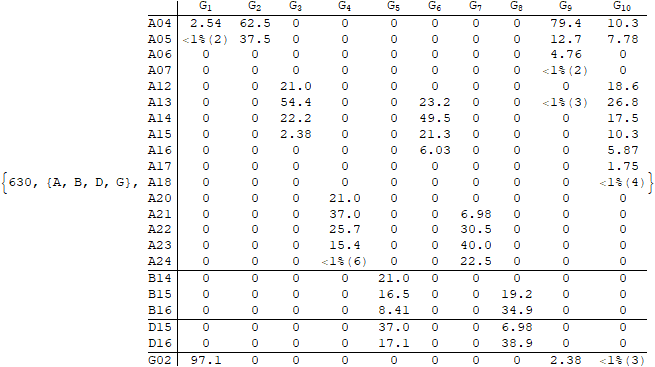 G₁ G₂ G₃ G₄ G₅ G₆ G₇ G₈ G₉ G₁₀
A04 2.54 62.5 0 0 0 0 0 0 79.4 10.3
A05 <1%(2) 37.5 0 0 0 0 0 0 12.7 7.78
A06 0 0 0 0 0 0 0 0 4.76 0
A07 0 0 0 0 0 0 0 0 <1%(2) 0
A12 0 0 21.0 0 0 0 0 0 0 18.6
A13 0 0 54.4 0 0 23.2 0 0 <1%(3) 26.8
A14 0 0 22.2 0 0 49.5 0 0 0 17.5
A15 0 0 2.38 0 0 21.3 0 0 0 10.3
A16 0 0 0 0 0 6.03 0 0 0 5.87
A17 0 0 0 0 0 0 0 0 0 1.75
{630, {A, B, D, G}, A18 0 0 0 0 0 0 0 0 0 <1%(4)}
A20 0 0 0 21.0 0 0 0 0 0 0
A21 0 0 0 37.0 0 0 6.98 0 0 0
A22 0 0 0 25.7 0 0 30.5 0 0 0
A23 0 0 0 15.4 0 0 40.0 0 0 0
A24 0 0 0 <1%(6) 0 0 22.5 0 0 0
B14 0 0 0 0 21.0 0 0 0 0 0
B15 0 0 0 0 16.5 0 0 19.2 0 0
B16 0 0 0 0 8.41 0 0 34.9 0 0
D15 0 0 0 0 37.0 0 0 6.98 0 0
D16 0 0 0 0 17.1 0 0 38.9 0 0
G02 97.1 0 0 0 0 0 0 0 2.38 <1%(3)